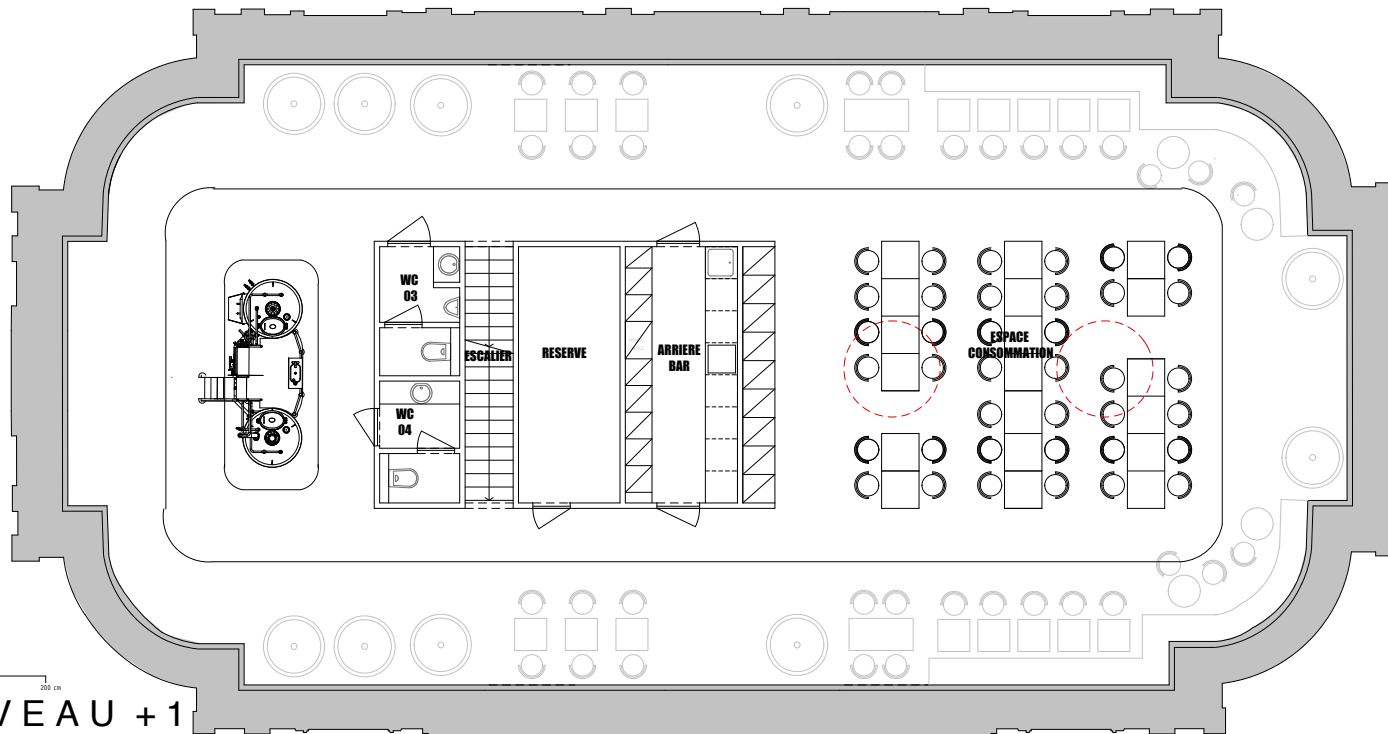 WC
03
ESCALIER
RESERVE
ARRIERE
BAR
ESPACE
CONSOMMATION
WC
04
200 cm
VEAU +1